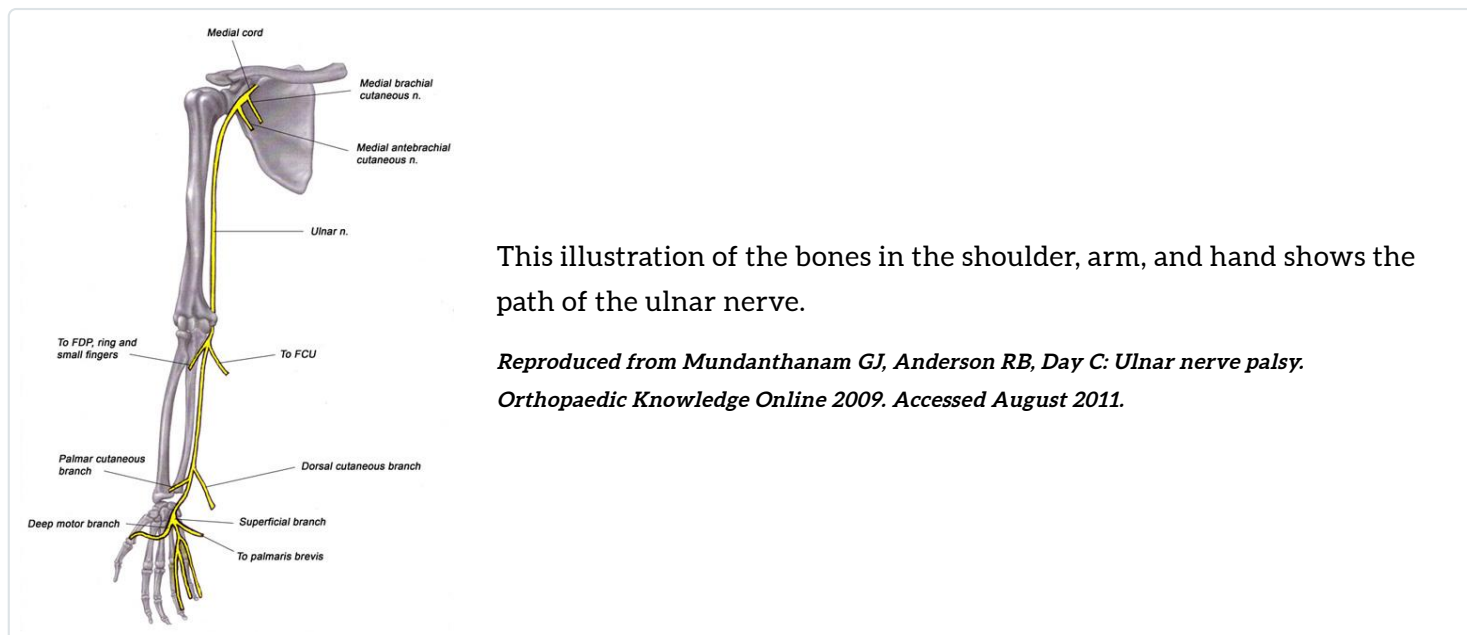 Medial cord
Medial brachial
cutaneous n.
Medial antebrachial
cutaneous n.
Ulnar n.
To FDP, ring and
small fingers
To FCU
Palmar cutaneous
branch
Dorsal cutaneous branch
Deep motor branch
Superficial branch
To palmaris brevis
This illustration of the bones in the shoulder, arm, and hand shows the
path of the ulnar nerve.
Reproduced from Mundanthanam GJ, Anderson RB, Day C: Ulnar nerve palsy.
Orthopaedic Knowledge Online 2009. Accessed August 2011.